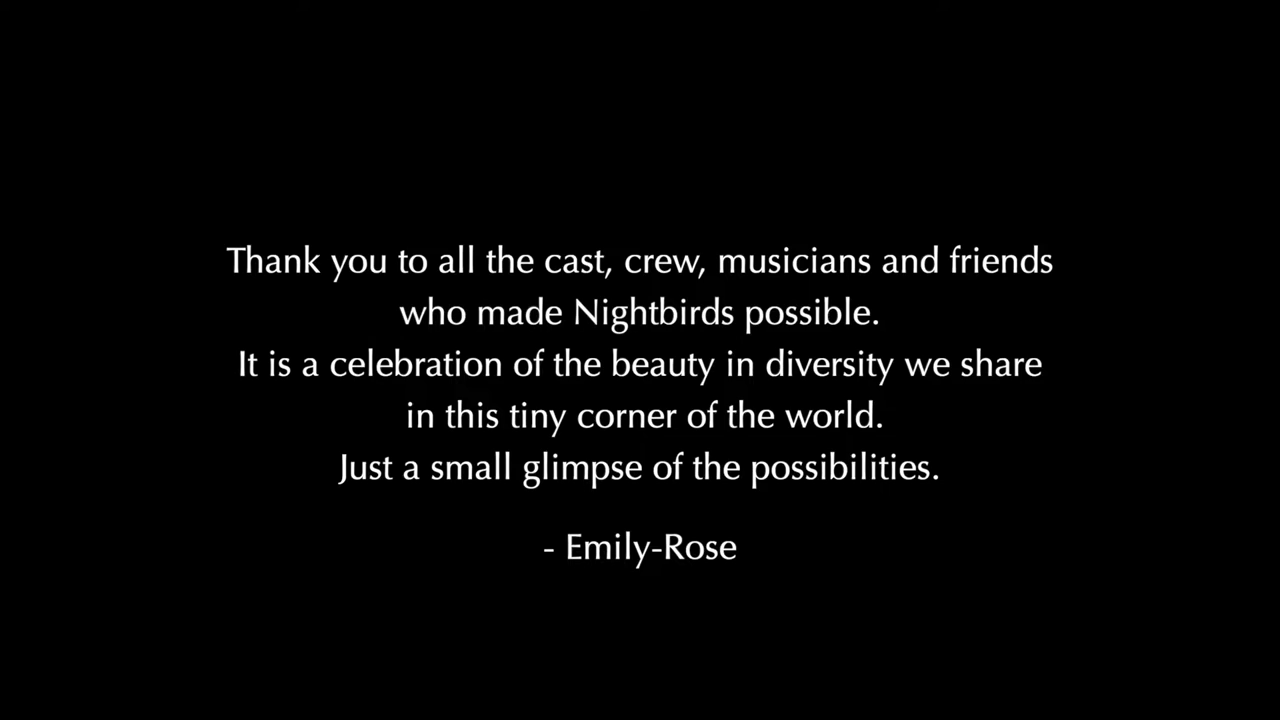 Thank you to all the cast, crew, musicians and friends
who made Nightbirds possible.
It is a celebration of the beauty in diversity we share
in this tiny corner of the world.
Just a small glimpse of the possibilities.
- Emily-Rose